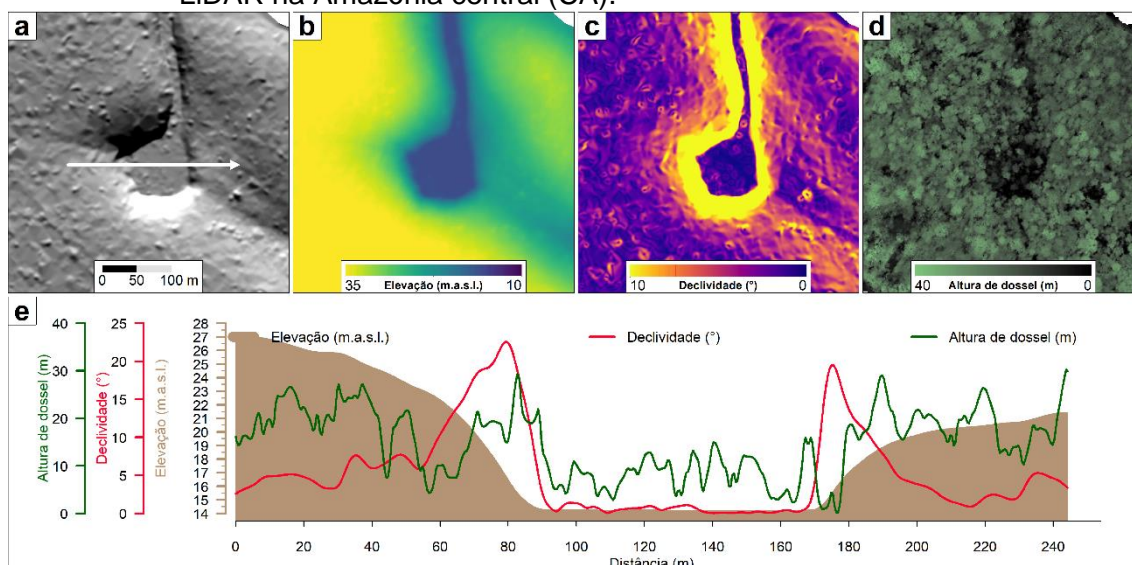 LiDAR na Amazônia central (CA).
a
b
c
d
0 50 100 m
35 Elevação (m.a.s.l.) 10
10 Declividade (°) 0
40 Altura de dossel (m) 0
e
Elevação (m.a.s.l.)
Declividade (°)
Altura de dossel (m)
Altura de dossel (m)
40
30
20
10
0
Declividade (°)
25
20
15
10
5
0
Elevação (m.a.s.l.)
28
27
26
25
24
23
22
21
20
19
18
17
16
15
14
0 20 40 60 80 100 120 140 160 180 200 220 240
Distância (m)